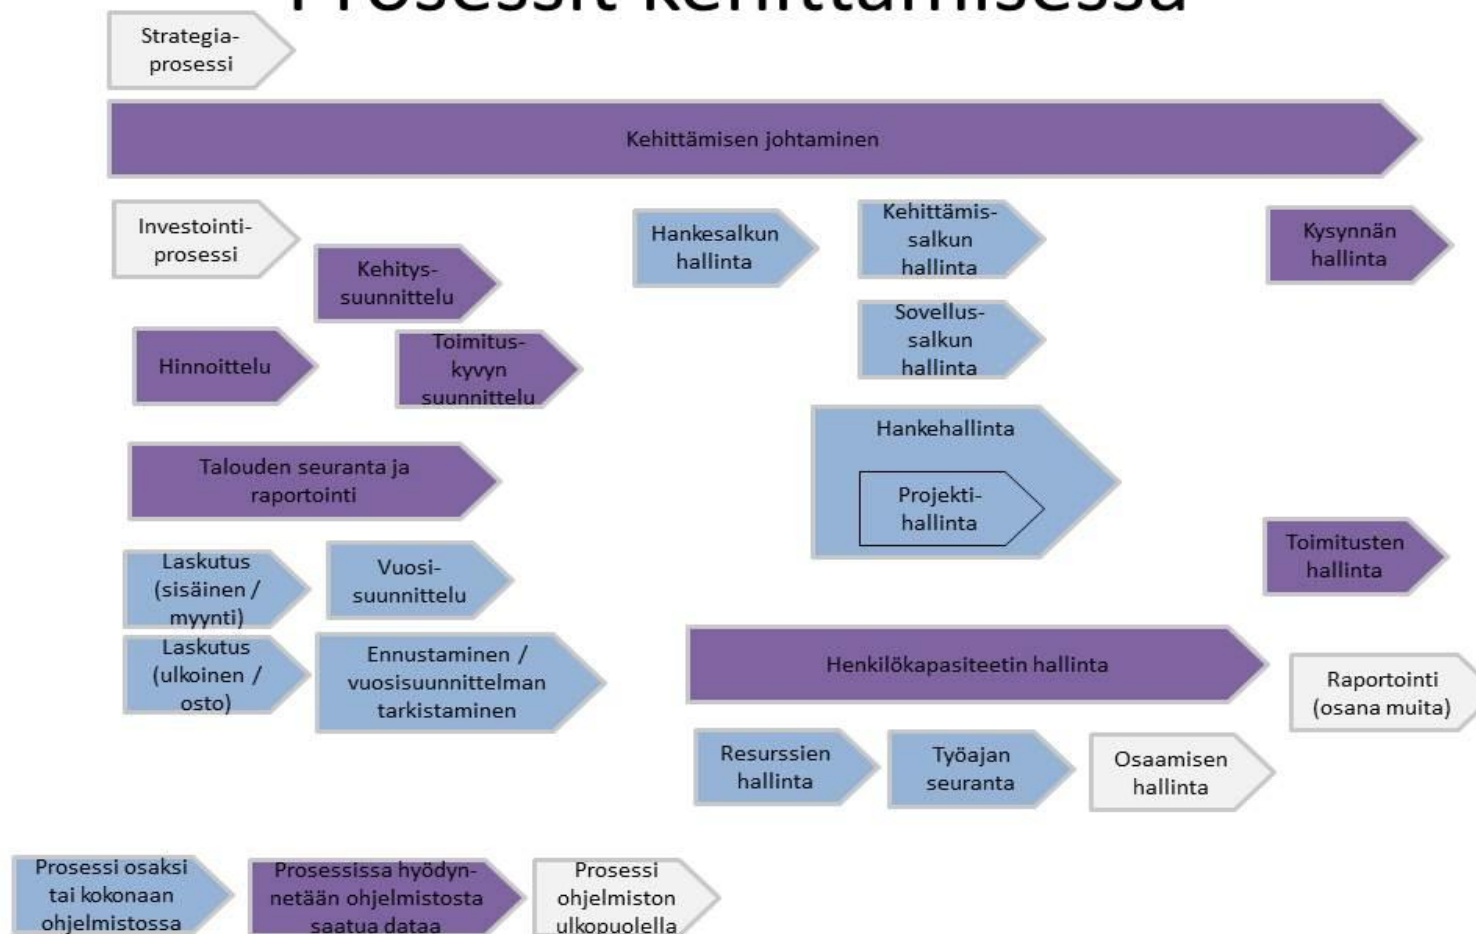 Prosessit kehittämisessä
Strategia-
prosessi
Kehittämisen johtaminen
Investointi-
prosessi
Kehitys-
suunnittelu
Hankesalkun
hallinta
Kehittämis-
salkun
hallinta
Kysynnän
hallinta
Hinnoittelu
Toimitus-
kyvyn
suunnittelu
Sovellus-
salkun
hallinta
Hankehallinta
Projekti-
hallinta
Talouden seuranta ja
raportointi
Toimitusten
hallinta
Laskutus
(sisäinen /
myynti)
Vuosi-
suunnittelu
Laskutus
(ulkoinen /
osto)
Ennustaminen /
vuosisuunnittelman
tarkistaminen
Henkilökapasiteetin hallinta
Raportointi
(osana muita)
Resurssien
hallinta
Työajan
seuranta
Osaamisen
hallinta
Prosessi osaksi
tai kokonaan
ohjelmistossa
Prosessissa hyödyn-
netään ohjelmistosta
saatua dataa
Prosessi
ohjelmiston
ulkopuolella